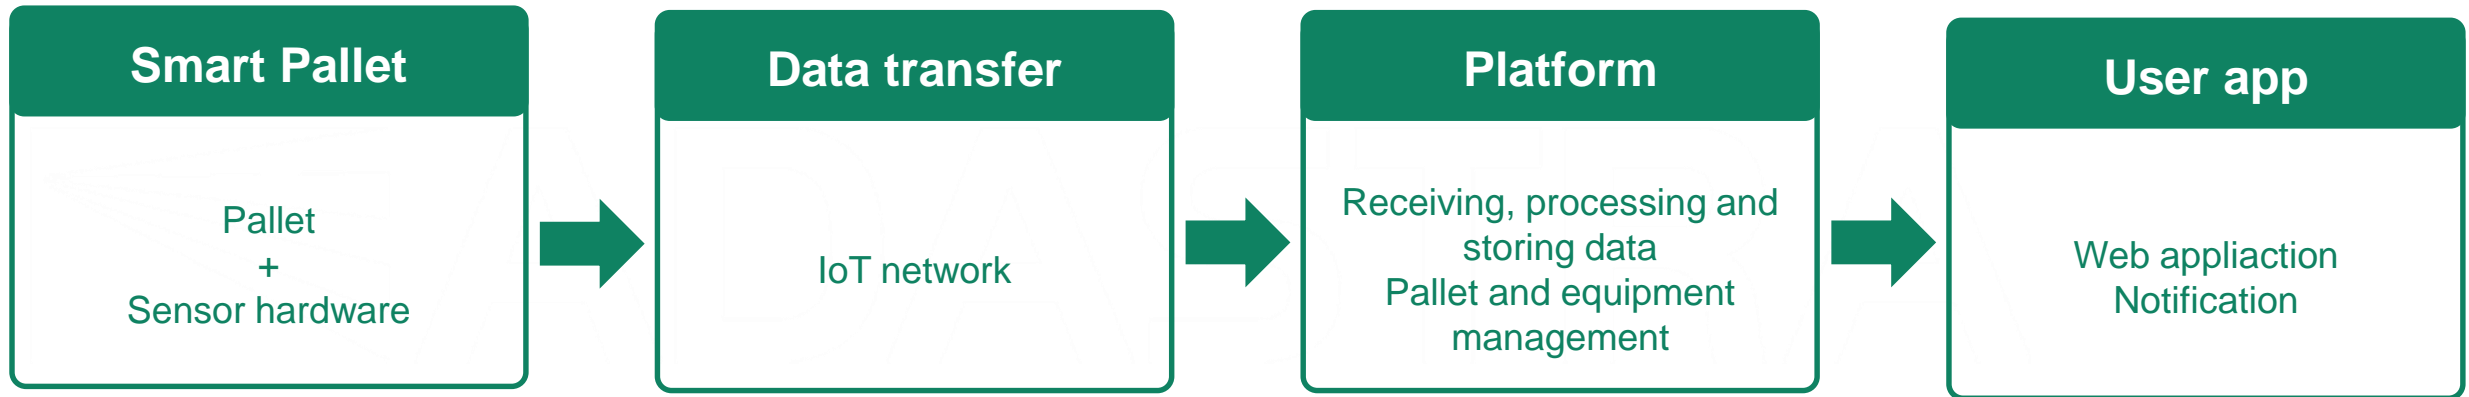 Smart Pallet
Pallet
+
Sensor hardware
Data transfer
IoT network
Platform
Receiving, processing and
storing data
Pallet and equipment
management
User app
Web appliaction
Notification